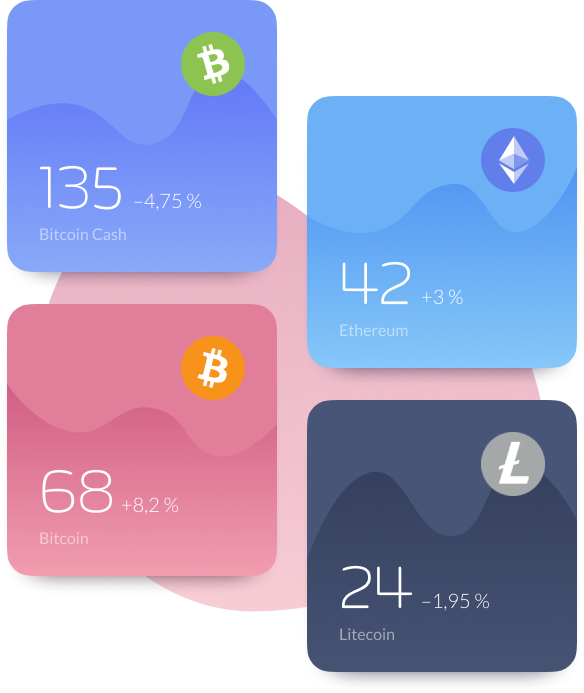 135 –4,75 %
Bitcoin Cash
42 +3 %
Ethereum
68 +8,2 %
Bitcoin
24 –1,95 %
Litecoin